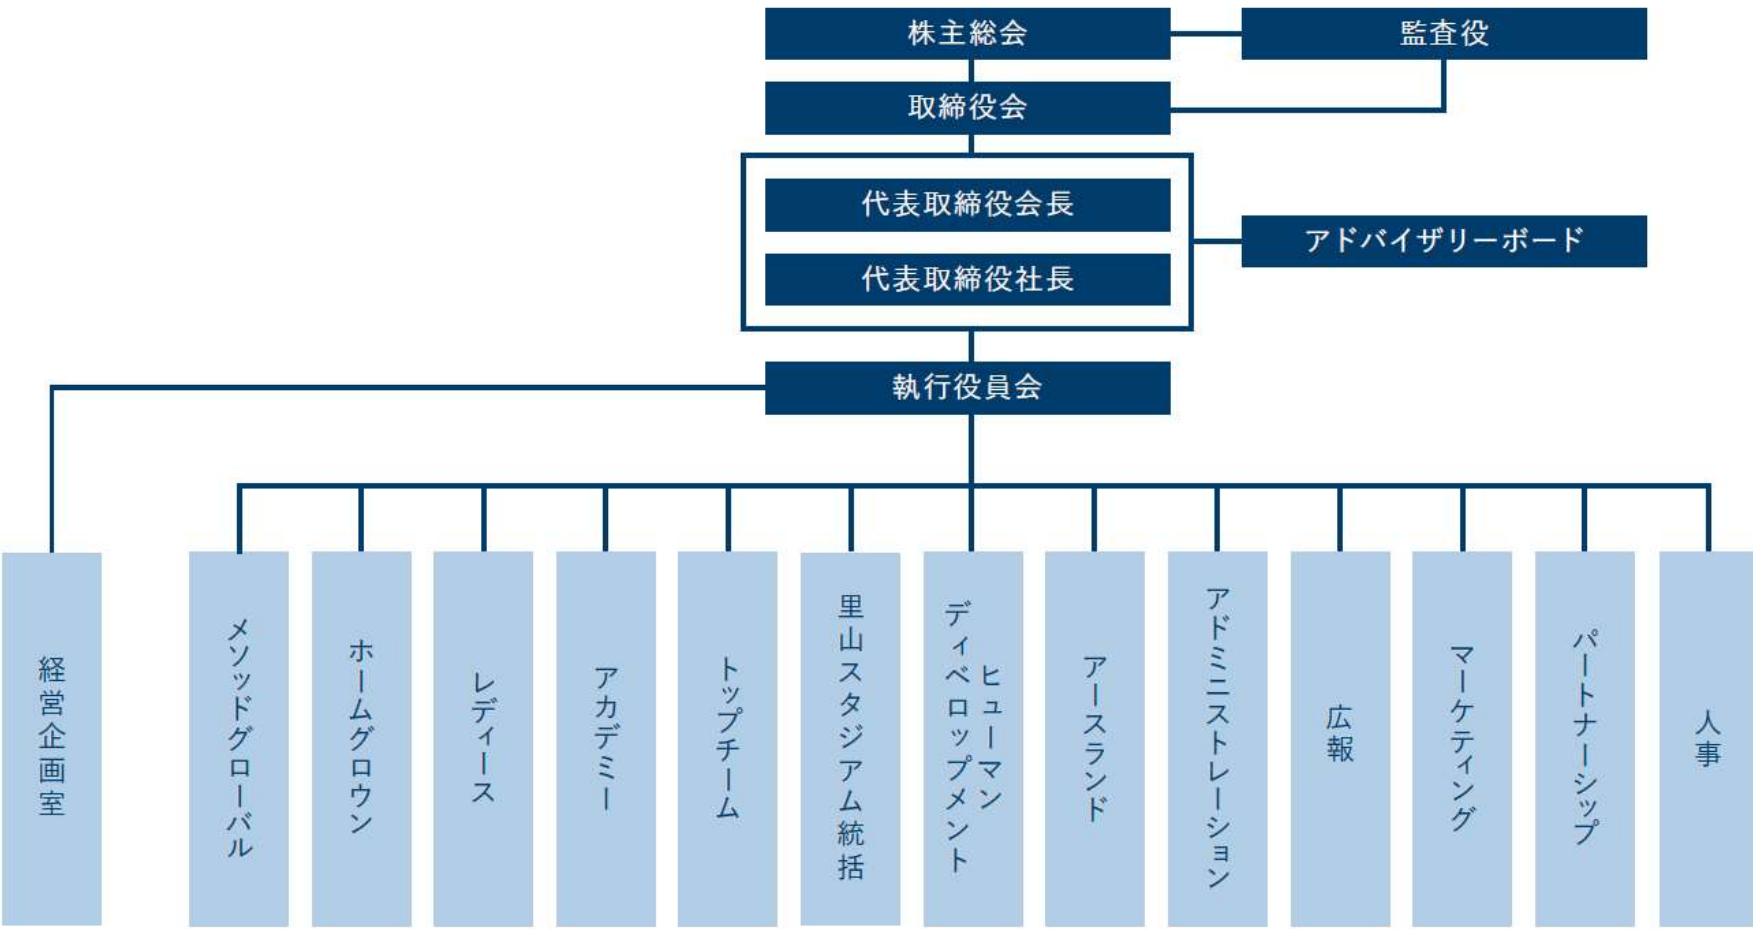 株主総会
監査役
取締役会
代表取締役会長
アドバイザリーボード
代表取締役社長
執行役員会
経営企画室
メソッドグローバル
ホームグロウン
レディース
アカデミー
トップチーム
里山スタジアム統括
ヒューマン
ディベロップメント
アースランド
アドミニストレーション
広報
マーケティング
パートナーシップ
人事